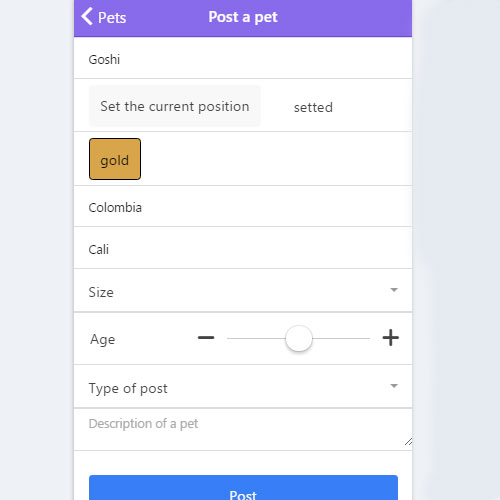 Pets Post a pet
Goshi
Set the current position setted
gold
Colombia
Cali
Size
Age
Type of post
Description of a pet
Post